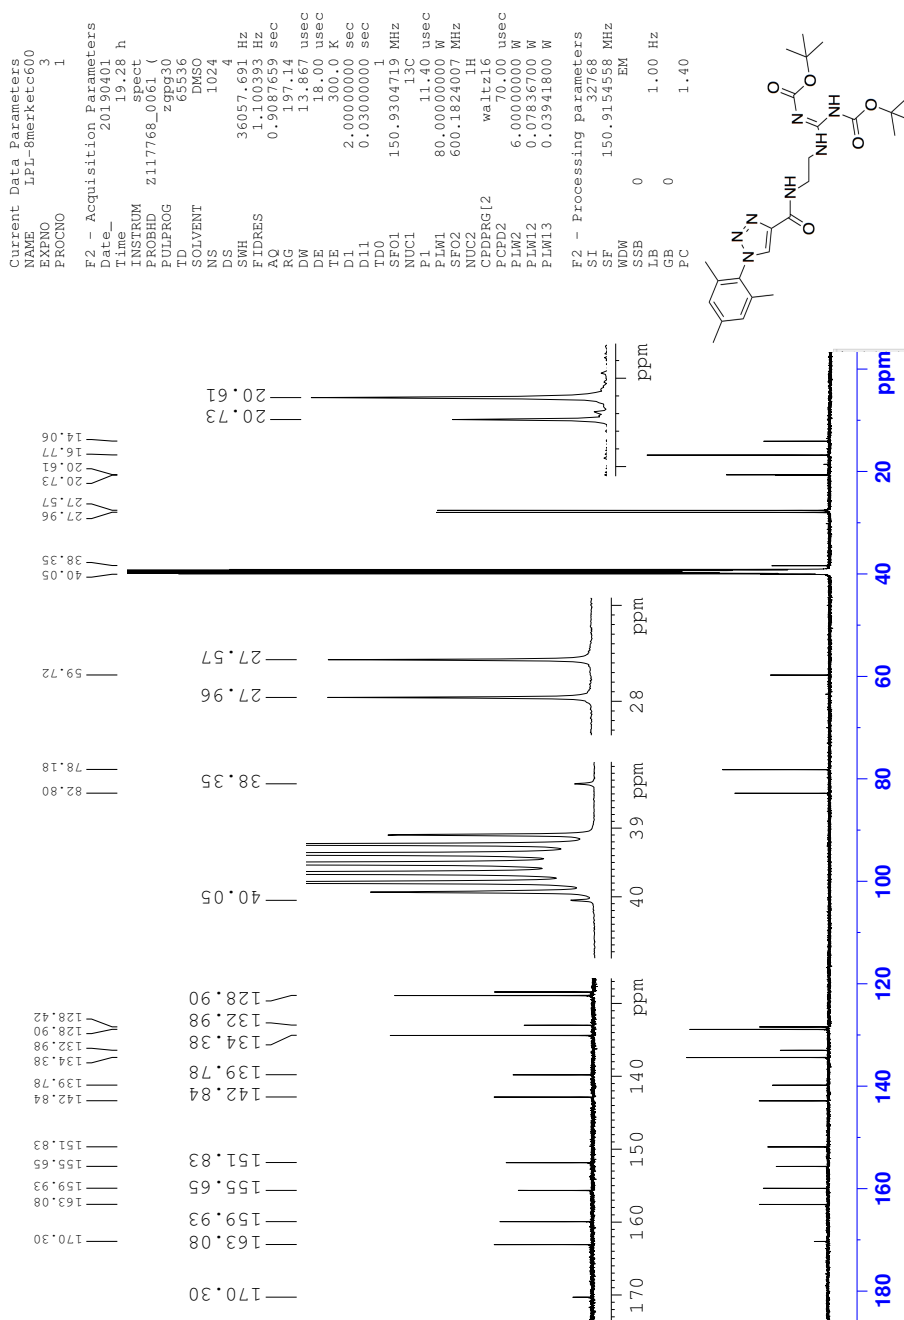 Current Data Parameters
NAME LPL-8merketc600
EXPNO 3
PROCNO 1
F2 - Acquisition Parameters
Date_ 20190401
Time 19.28 h
INSTRUM spect
PROBHD Z117768_0061 (
PULPROG zgpg30
TD 65536
SOLVENT DMSO
NS 1024
DS 4
SWH 36057.691 Hz
FIDRES 1.100393 Hz
AQ 0.9087659 sec
RG 197.14
DW 13.867 usec
DE 18.00 usec
TE 300.0 K
D1 2.00000000 sec
D11 0.03000000 sec
TD0 1
SFO1 150.9304719 MHz
NUC1 13C
P1 11.40 usec
PLW1 80.00000000 W
SFO2 600.1824007 MHz
NUC2 1H
CPDPRG[2 waltz16
PCPD2 70.00 usec
PLW2 6.00000000 W
PLW12 0.07836700 W
PLW13 0.03941800 W
F2 - Processing parameters
SI 32768
SF 150.9154558 MHz
WDW EM
SSB 0
LB 1.00 Hz
GB 0
PC 1.40
N
N
N
O
NH
NH
N
NH
O
O
O
O
170.30
163.08
159.93
155.65
151.83
142.84
139.78
134.38
132.98
128.90
128.42
82.80
78.18
59.72
40.05
38.35
27.96
27.57
20.73
20.61
16.77
14.06
170.30
163.08
159.93
155.65
151.83
142.84
139.78
134.38
132.98
128.90
170 160 150 140 ppm
40.05
38.35
40 39 ppm
27.96
27.57
28 ppm
20.73
20.61
ppm
180 160 140 120 100 80 60 40 20 ppm